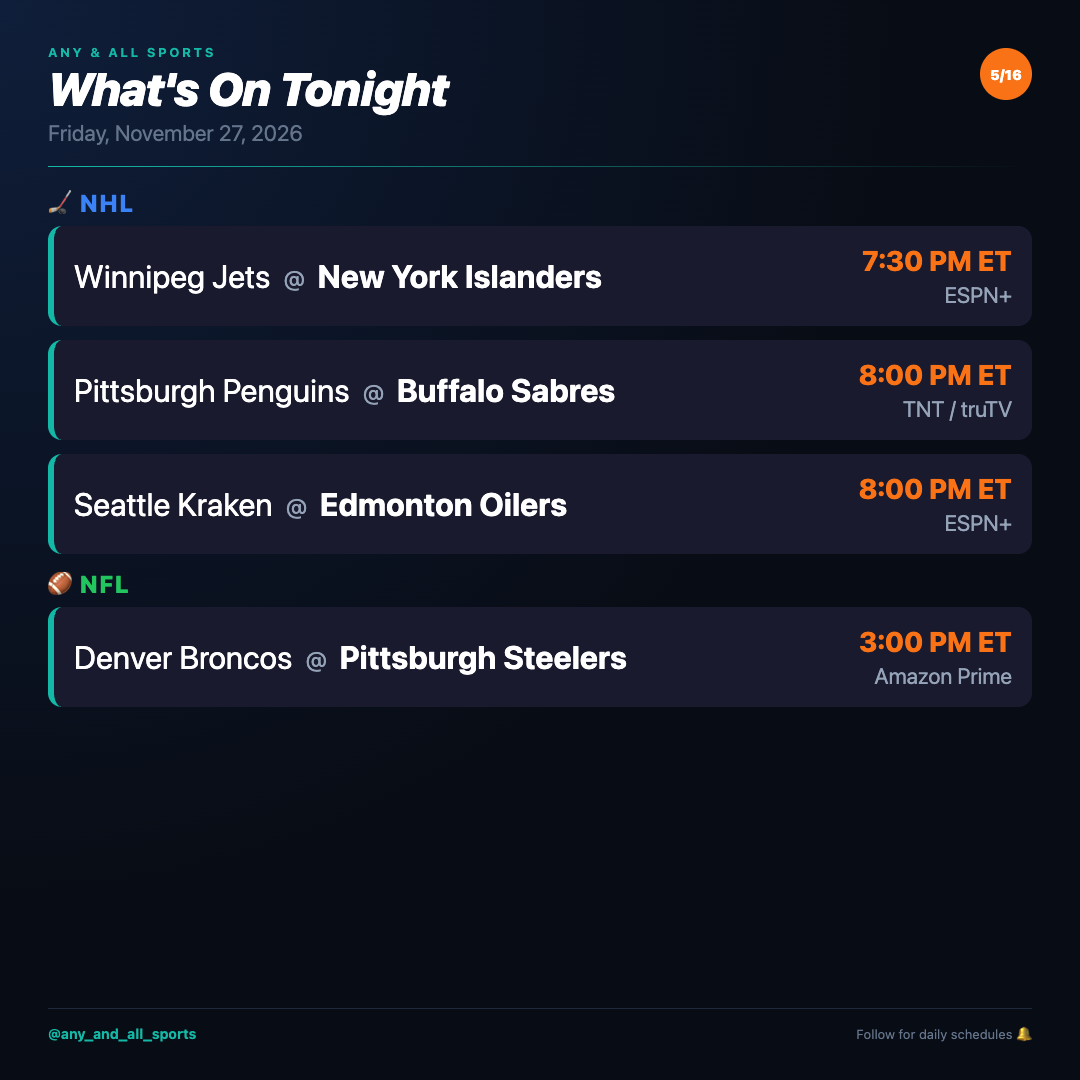 ANY & ALL SPORTS
What's On Tonight
Friday, November 27, 2026
5/16
NHL
Winnipeg Jets @ New York Islanders
7:30 PM ET
ESPN+
Pittsburgh Penguins @ Buffalo Sabres
8:00 PM ET
TNT / truTV
Seattle Kraken @ Edmonton Oilers
8:00 PM ET
ESPN+
NFL
Denver Broncos @ Pittsburgh Steelers
3:00 PM ET
Amazon Prime
@any_and_all_sports
Follow for daily schedules 🔔